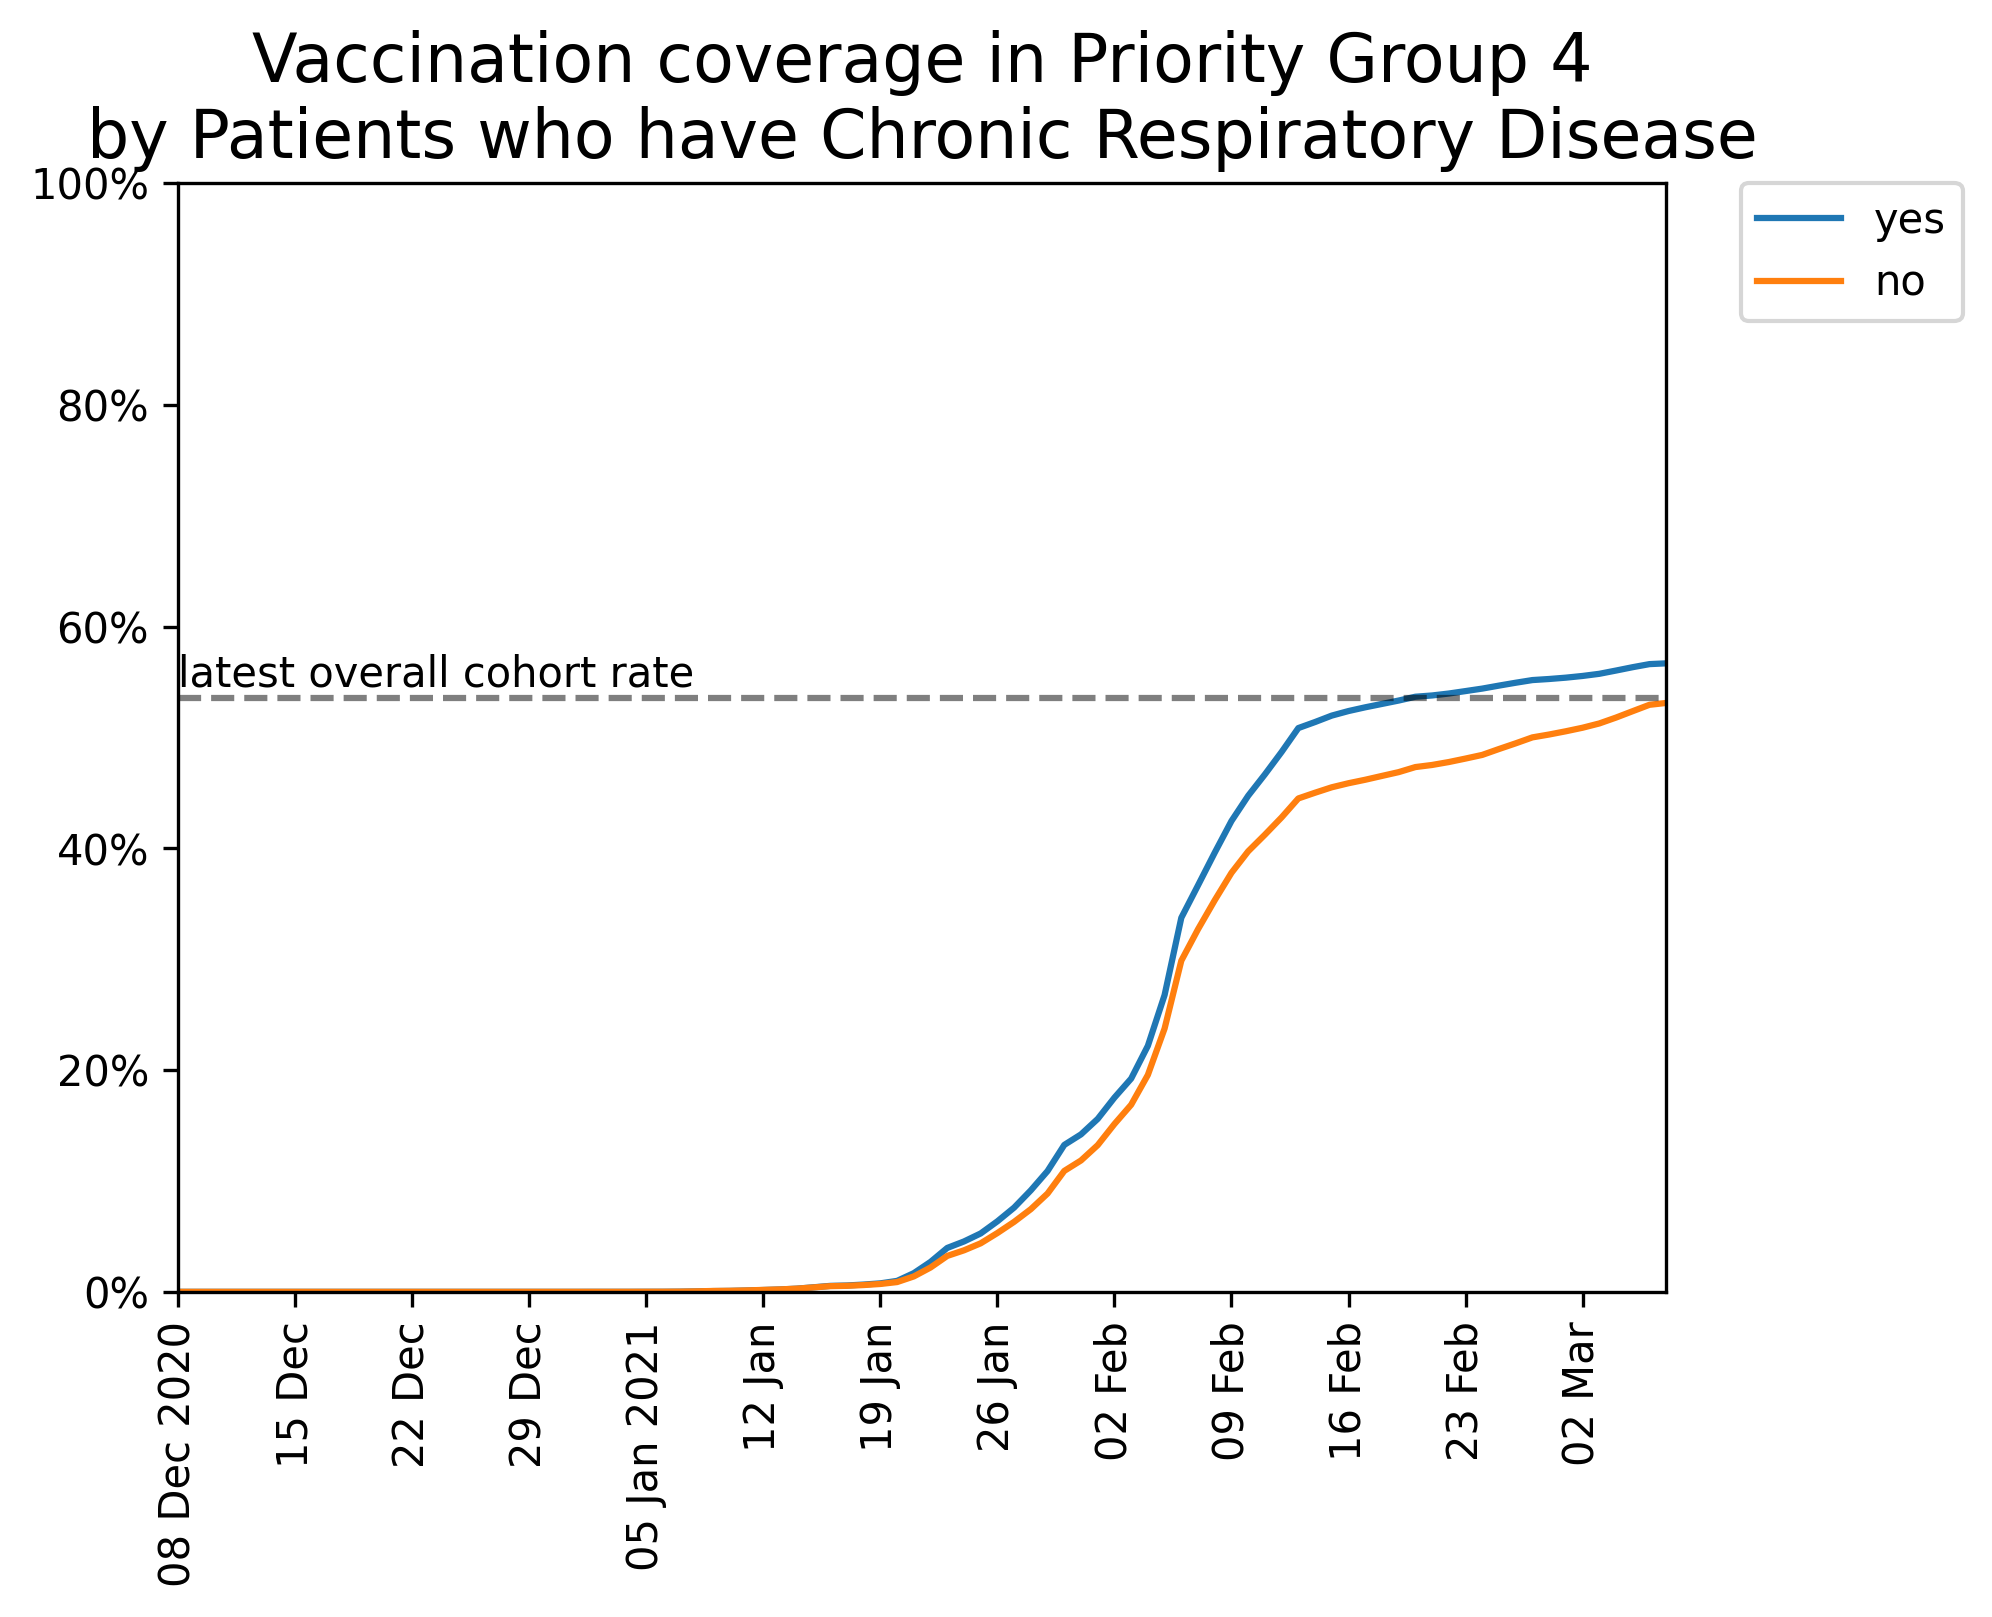 Vaccination coverage in Priority Group 4
by Patients who have Chronic Respiratory Disease
100%
80%
60%
40%
20%
0%
latest overall cohort rate
yes
no
08 Dec 2020
15 Dec
22 Dec
29 Dec
05 Jan 2021
12 Jan
19 Jan
26 Jan
02 Feb
09 Feb
16 Feb
23 Feb
02 Mar